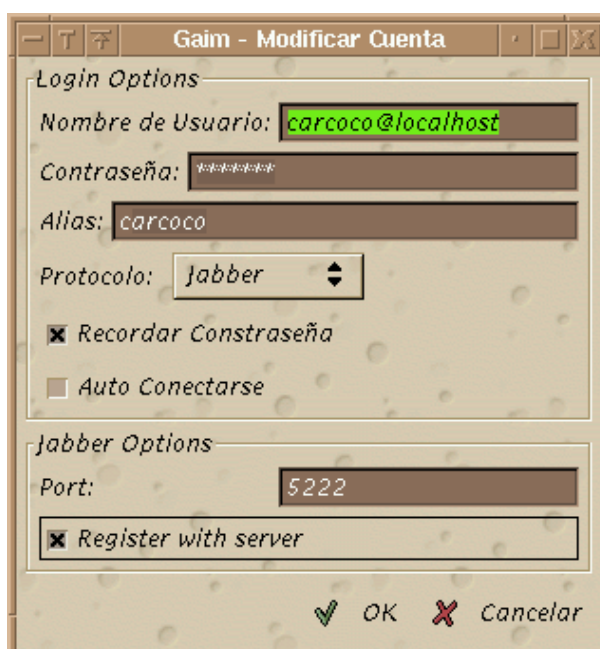 Gaim - Modificar Cuenta
Login Options
Nombre de Usuario: carcoco@localhost
Contraseña: *******
Alias: carcoco
Protocolo: Jabber
Recordar Constraseña
Auto Conectarse
Jabber Options
Port: 5222
Register with server
OK Cancelar